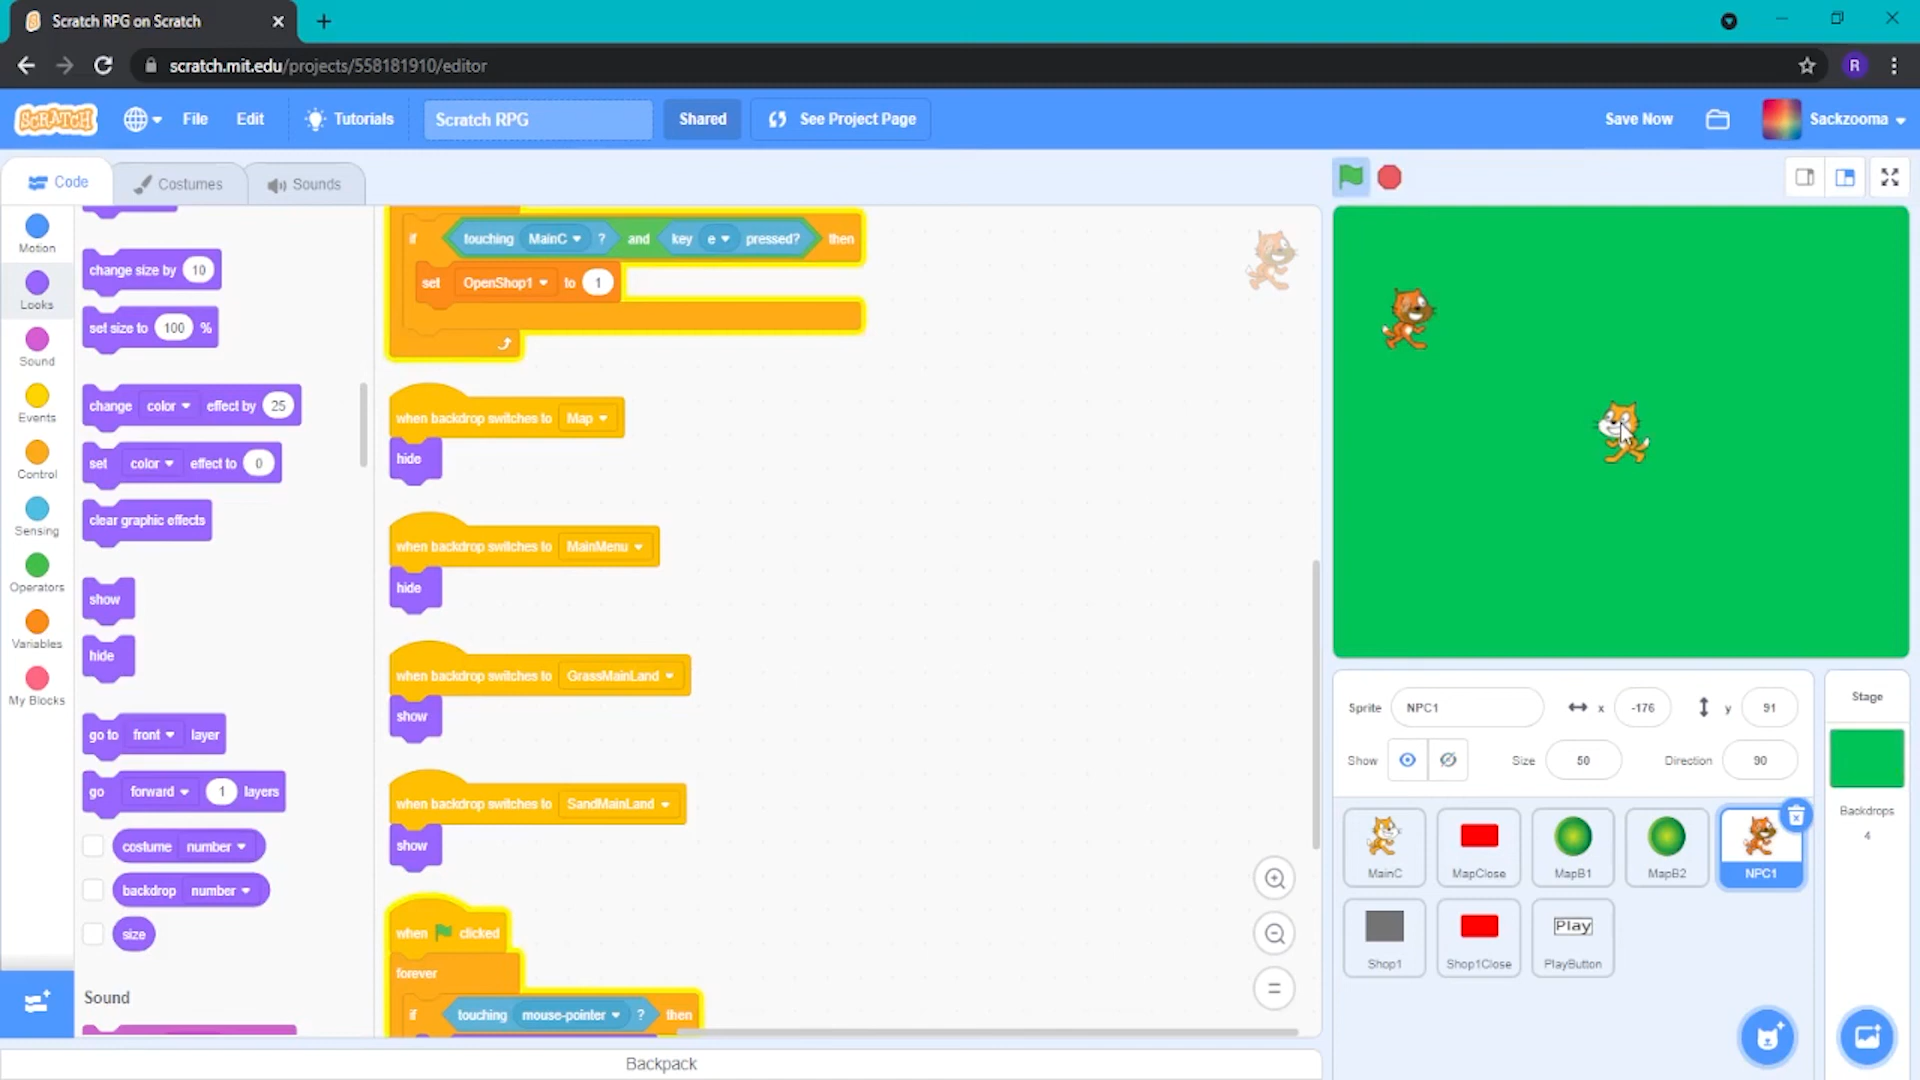 Scratch RPG on Scratch
scratch.mit.edu/projects/558181910/editor
R
SCRATCH
File Edit Tutorials Scratch RPG Shared See Project Page Save Now Sackzooma
Code Costumes Sounds
Motion
Looks
Sound
Events
Control
Sensing
Operators
Variables
My Blocks
change size by 10
set size to 100 %
change color effect by 25
set color effect to 0
clear graphic effects
show
hide
go to front layer
go forward 1 layers
costume number
backdrop number
size
Sound
if touching MainC ? and key e pressed? then
set OpenShop1 to 1
when backdrop switches to Map
hide
when backdrop switches to MainMenu
hide
when backdrop switches to GrassMainLand
show
when backdrop switches to SandMainLand
show
when clicked
forever
if touching mouse-pointer ? then
Backpack
Sprite NPC1 x -176 y 91
Show Size 50 Direction 90
MainC MapClose MapB1 MapB2 NPC1
Shop1 Shop1Close Play PlayButton
Stage
Backdrops
4